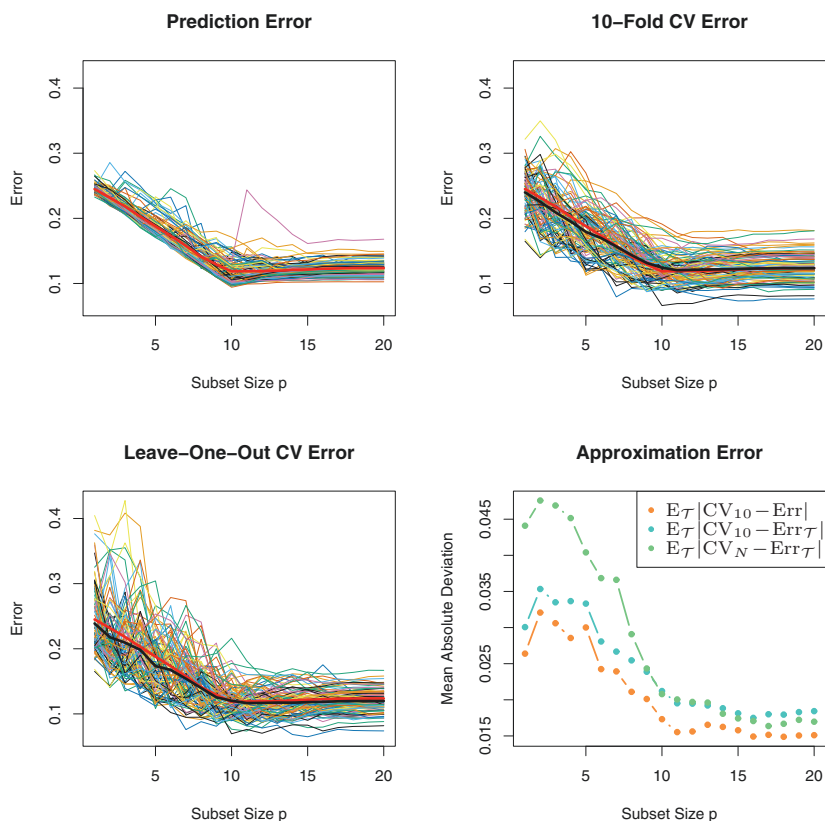 Prediction Error
Error
0.1 0.2 0.3 0.4
5 10 15 20
Subset Size p
10−Fold CV Error
Error
0.1 0.2 0.3 0.4
5 10 15 20
Subset Size p
Leave−One−Out CV Error
Error
0.1 0.2 0.3 0.4
5 10 15 20
Subset Size p
Approximation Error
Mean Absolute Deviation
0.015 0.025 0.035 0.045
E𝒯|CV₁₀−Err|
E𝒯|CV₁₀−Err𝒯|
E𝒯|CV_N−Err𝒯|
5 10 15 20
Subset Size p